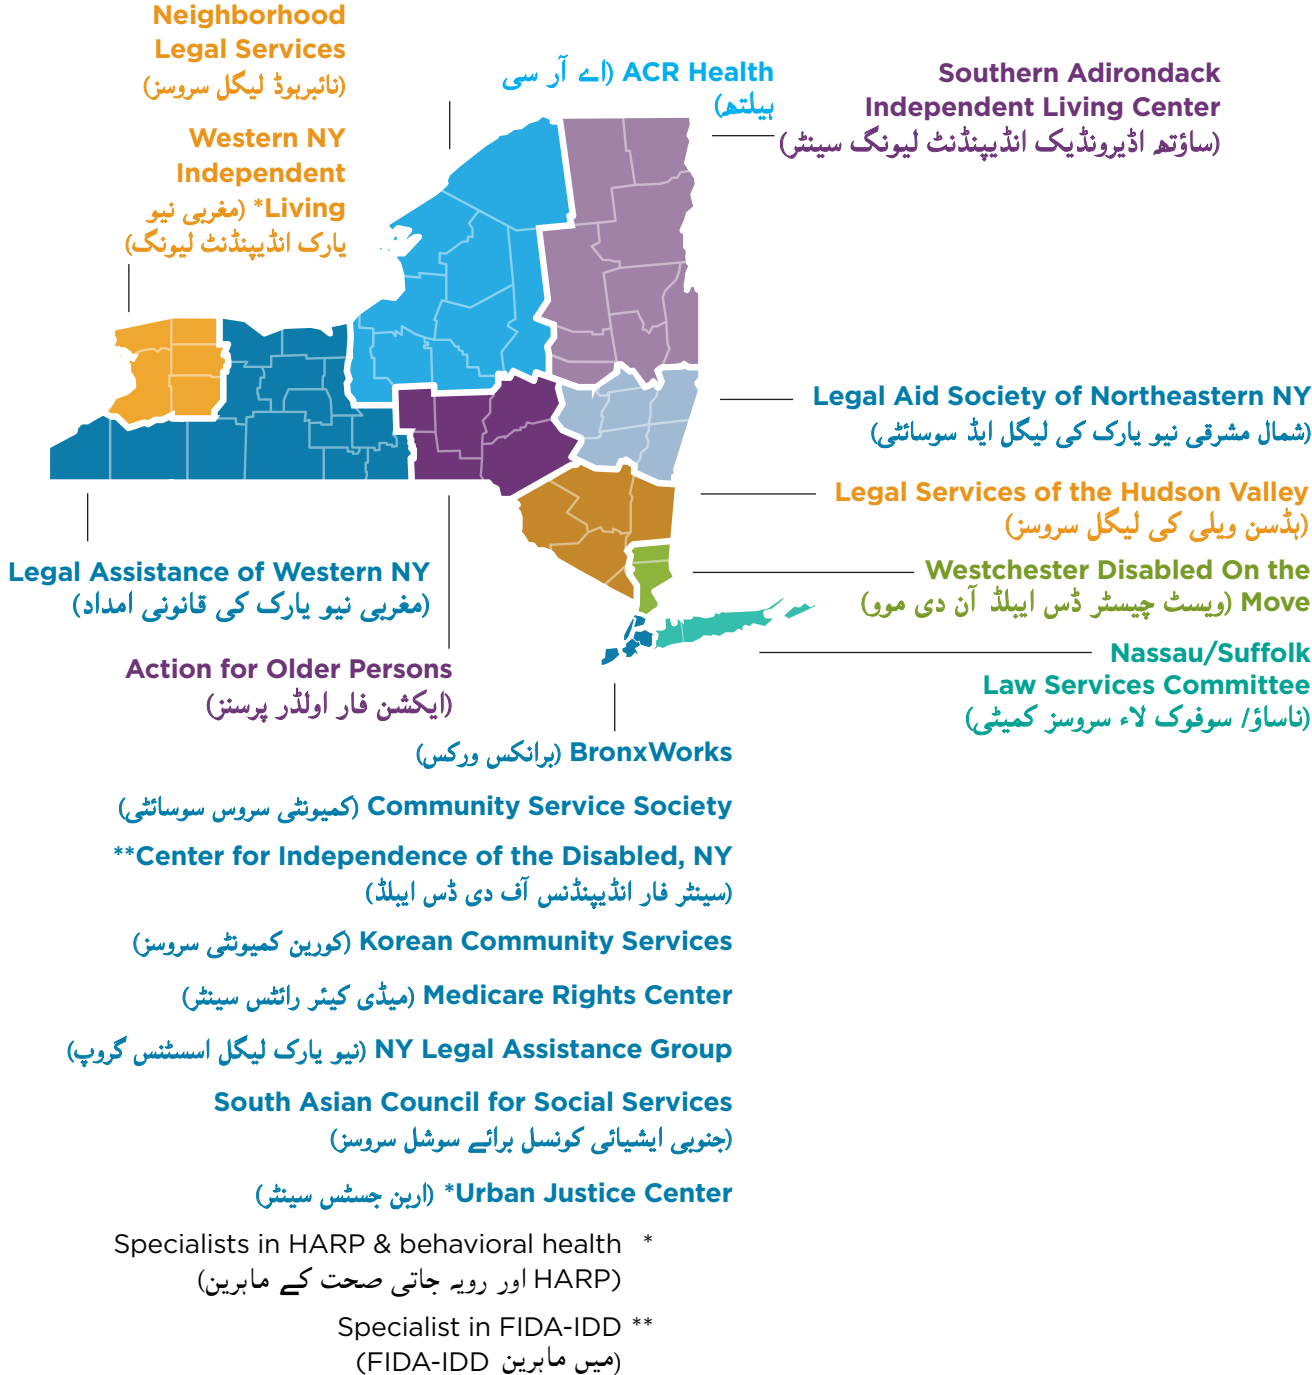 Neighborhood
Legal Services
(نائبرہوڈ لیگل سروسز)
Western NY
Independent
Living* (مغربی نیو
یارک انڈیپنڈنٹ لیونگ)
ACR Health (اے آر سی
ہیلتھ)
Southern Adirondack
Independent Living Center
(ساؤتھ اڈیرونڈیک انڈیپنڈنٹ لیونگ سینٹر)
Legal Aid Society of Northeastern NY
(شمال مشرقی نیو یارک کی لیگل ایڈ سوسائٹی)
Legal Services of the Hudson Valley
(ہڈسن ویلی کی لیگل سروسز)
Westchester Disabled On the
Move (ویسٹ چیسٹر ڈس ایبلڈ آن دی موو)
Nassau/Suffolk
Law Services Committee
(ناساؤ/ سوفوک لاء سروسز کمیٹی)
Legal Assistance of Western NY
(مغربی نیو یارک کی قانونی امداد)
Action for Older Persons
(ایکشن فار اولڈر پرسنز)
BronxWorks (برانکس ورکس)
Community Service Society (کمیونٹی سروس سوسائٹی)
**Center for Independence of the Disabled, NY
(سینٹر فار انڈیپنڈنس آف دی ڈس ایبلڈ)
Korean Community Services (کورین کمیونٹی سروسز)
Medicare Rights Center (میڈی کیئر رائٹس سینٹر)
NY Legal Assistance Group (نیو یارک لیگل اسسٹنس گروپ)
South Asian Council for Social Services
(جنوبی ایشیائی کونسل برائے سوشل سروسز)
*Urban Justice Center (اربن جسٹس سینٹر)
Specialists in HARP & behavioral health *
(HARP اور رویہ جاتی صحت کے ماہرین)
Specialist in FIDA-IDD **
(میں ماہرین FIDA-IDD)